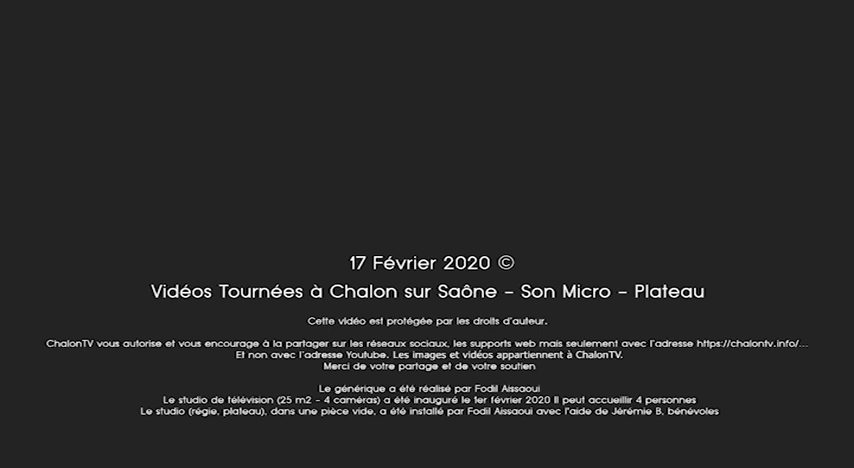 17 Février 2020 ©
Vidéos Tournées à Chalon sur Saône - Son Micro - Plateau
Cette vidéo est protégée par les droits d'auteur.
ChalonTV vous autorise et vous encourage à la partager sur les réseaux sociaux, les supports web mais seulement avec l'adresse https://chalontv.info/...
Et non avec l'adresse Youtube. Les images et vidéos appartiennent à ChalonTV.
Merci de votre partage et de votre soutien
Le générique a été réalisé par Fodil Aissaoui
Le studio de télévision (25 m2 - 4 caméras) a été inauguré le 1er février 2020 Il peut accueillir 4 personnes
Le studio (régie, plateau), dans une pièce vide, a été installé par Fodil Aissaoui avec l'aide de Jérémie B, bénévoles